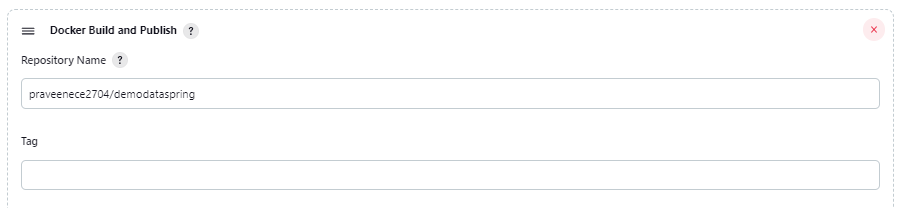 Docker Build and Publish ?
Repository Name ?
praveenece2704/demodataspring
Tag